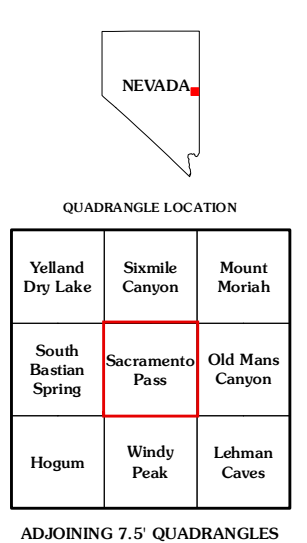 NEVADA
QUADRANGLE LOCATION
Yelland
Dry Lake
Sixmile
Canyon
Mount
Moriah
South
Bastian
Spring
Sacramento
Pass
Old Mans
Canyon
Hogum
Windy
Peak
Lehman
Caves
ADJOINING 7.5' QUADRANGLES